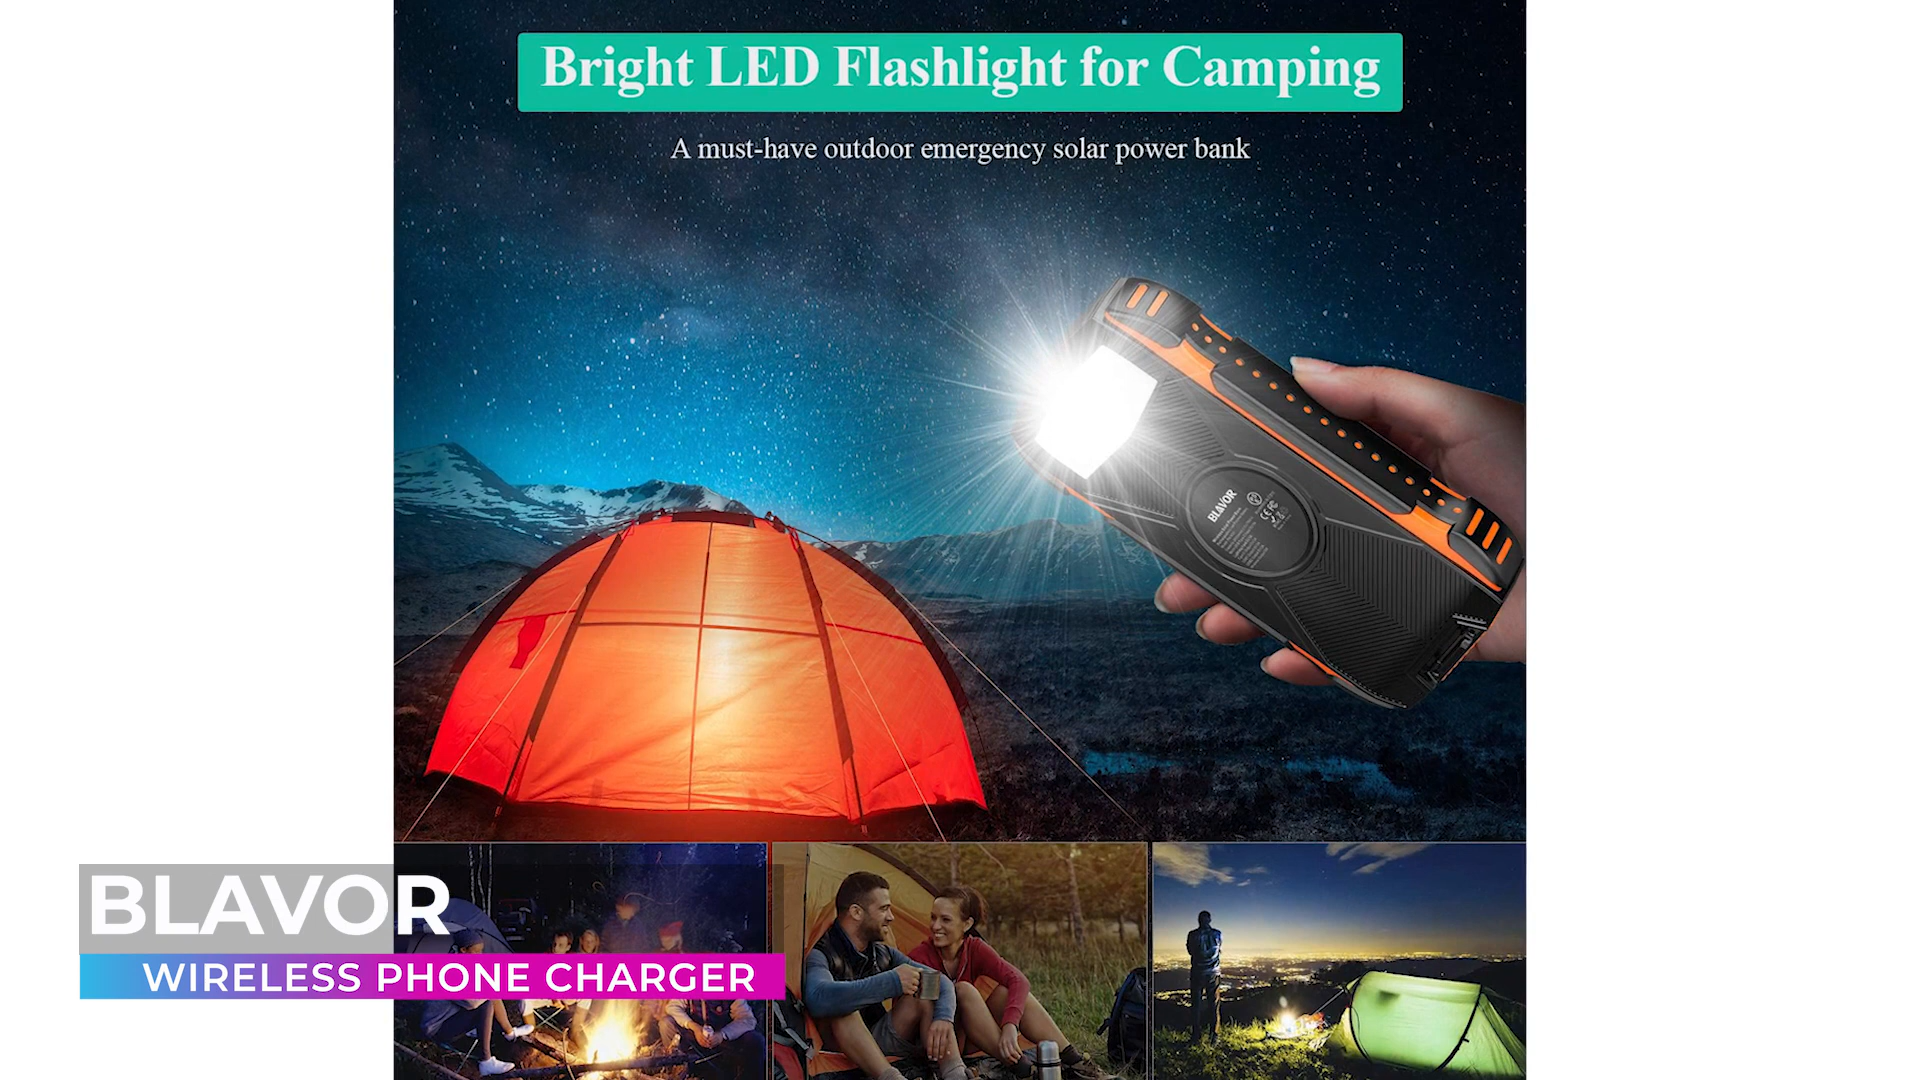 Bright LED Flashlight for Camping
A must-have outdoor emergency solar power bank
BLAVOR
BLAVOR
WIRELESS PHONE CHARGER